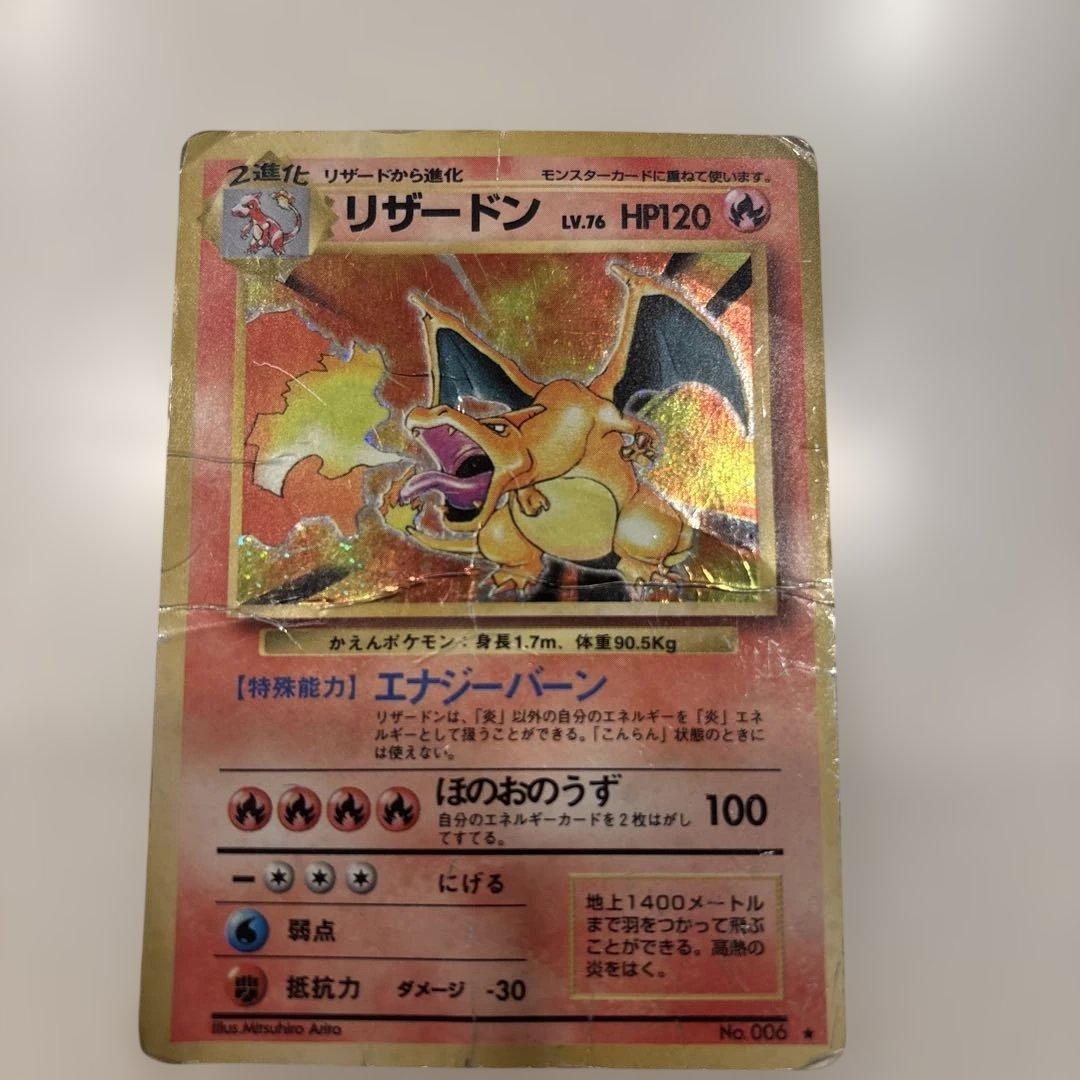 2進化 リザードから進化 モンスターカードに重ねて使います。
リザードン LV.76 HP120
かえんポケモン：身長1.7m、体重90.5Kg
【特殊能力】エナジーバーン
リザードンは、「炎」以外の自分のエネルギーを「炎」エネ
ルギーとして扱うことができる。「こんらん」状態のときに
は使えない。
ほのおのうず 100
自分のエネルギーカードを2枚はがし
てすてる。
ー にげる
弱点
抵抗力 ダメージ -30
地上1400メートル
まで羽をつかって飛ぶ
ことができる。高熱の
炎をはく。
Illus.Mitsuhiro Arita No.006 ★